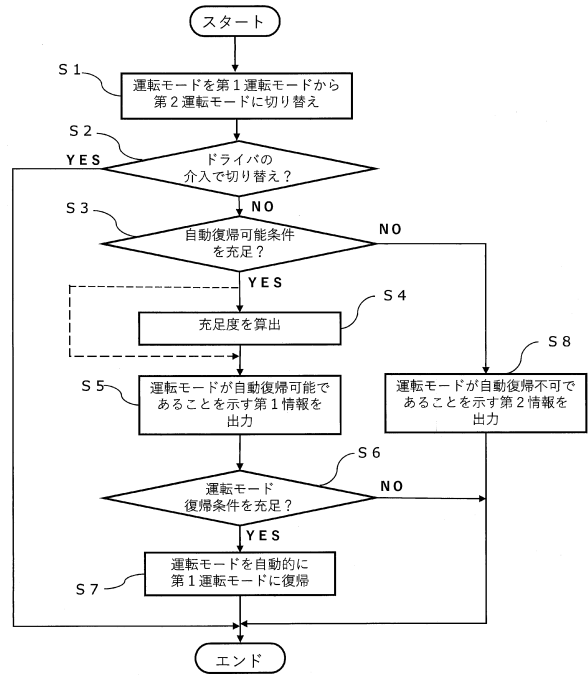 スタート
S1
運転モードを第1運転モードから
第2運転モードに切り替え
S2
YES
ドライバの
介入で切り替え？
NO
S3
自動復帰可能条件
を充足？
NO
YES
S4
充足度を算出
S8
S5
運転モードが自動復帰可能で
あることを示す第1情報を
出力
運転モードが自動復帰不可で
あることを示す第2情報を
出力
S6
運転モード
復帰条件を充足？
NO
YES
S7
運転モードを自動的に
第1運転モードに復帰
エンド